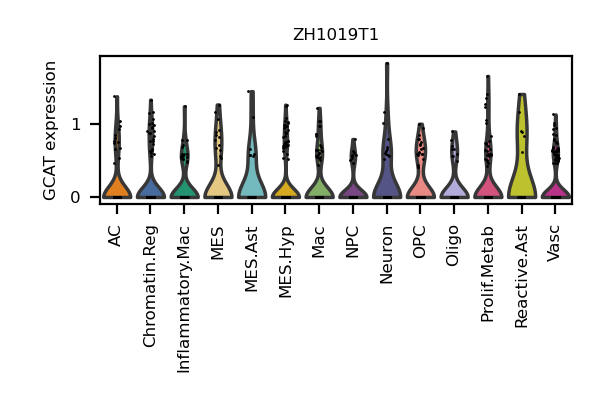 ZH1019T1
GCAT expression
1
0
AC
Chromatin.Reg
Inflammatory.Mac
MES
MES.Ast
MES.Hyp
Mac
NPC
Neuron
OPC
Oligo
Prolif.Metab
Reactive.Ast
Vasc